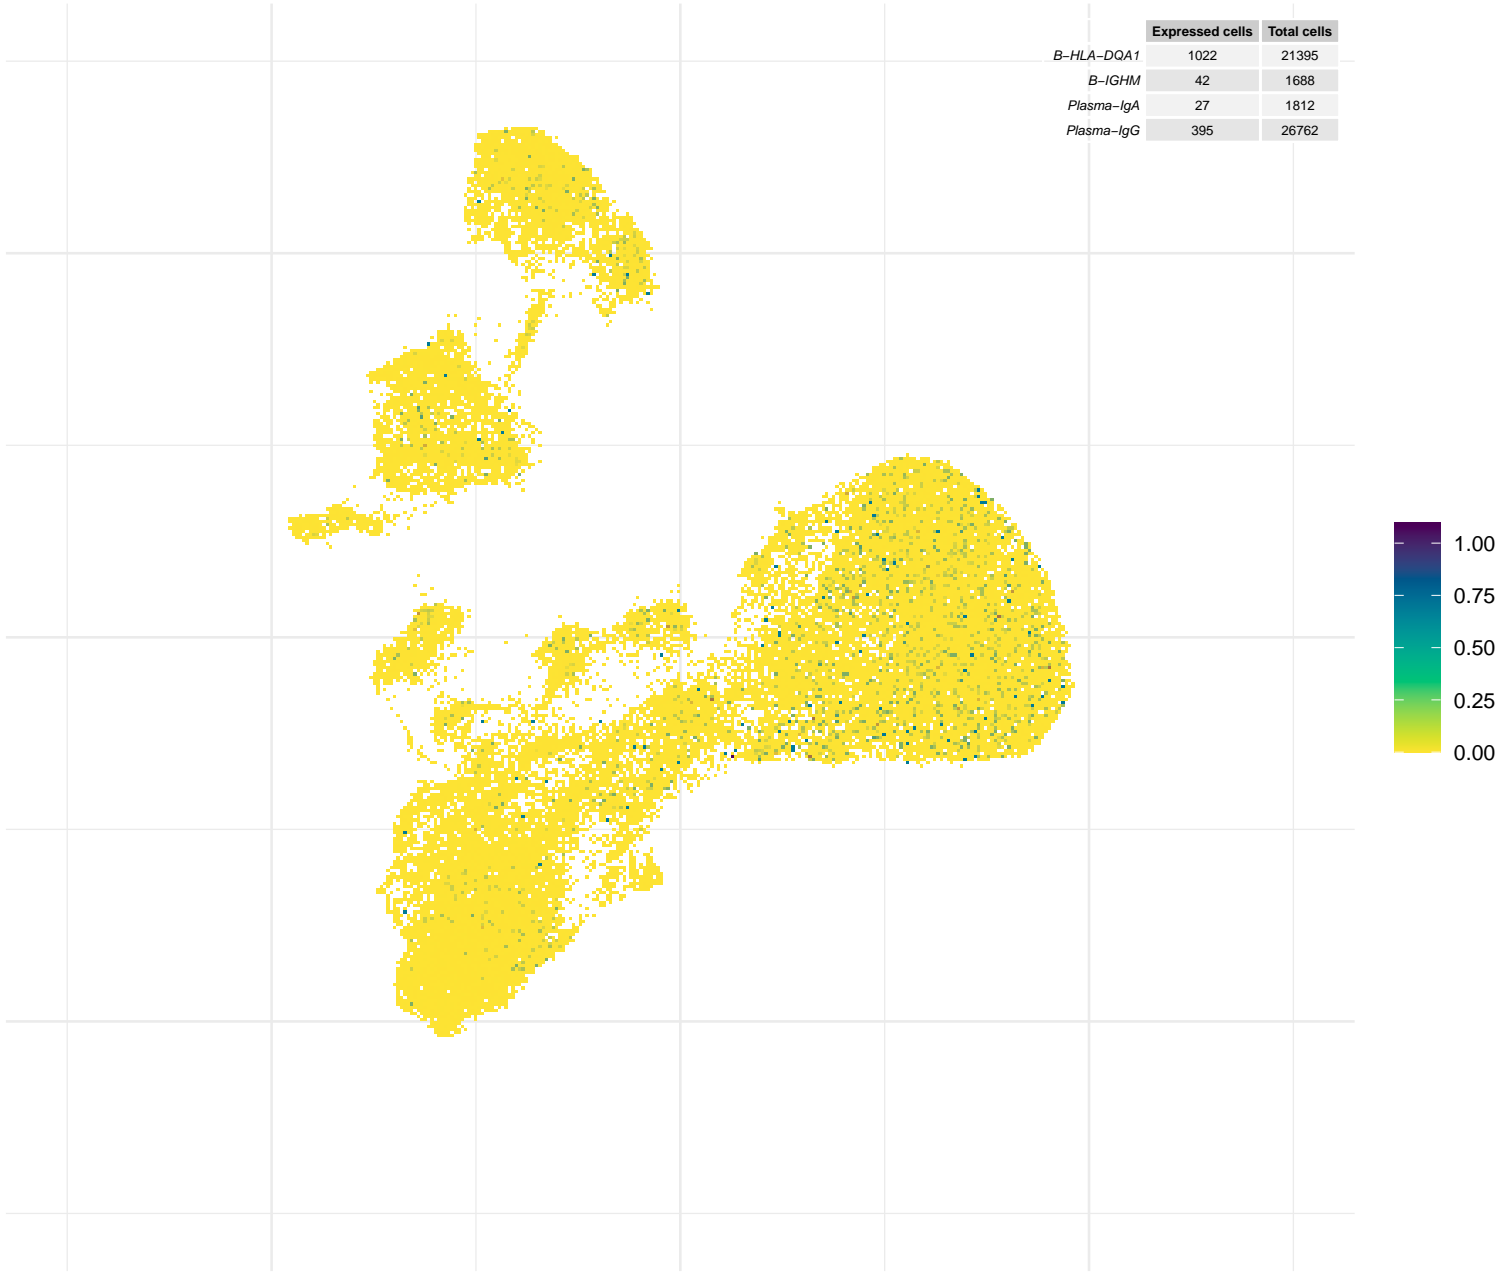 Expressed cells Total cells
B−HLA−DQA1 1022 21395
B−IGHM 42 1688
Plasma−IgA 27 1812
Plasma−IgG 395 26762
1.00
0.75
0.50
0.25
0.00